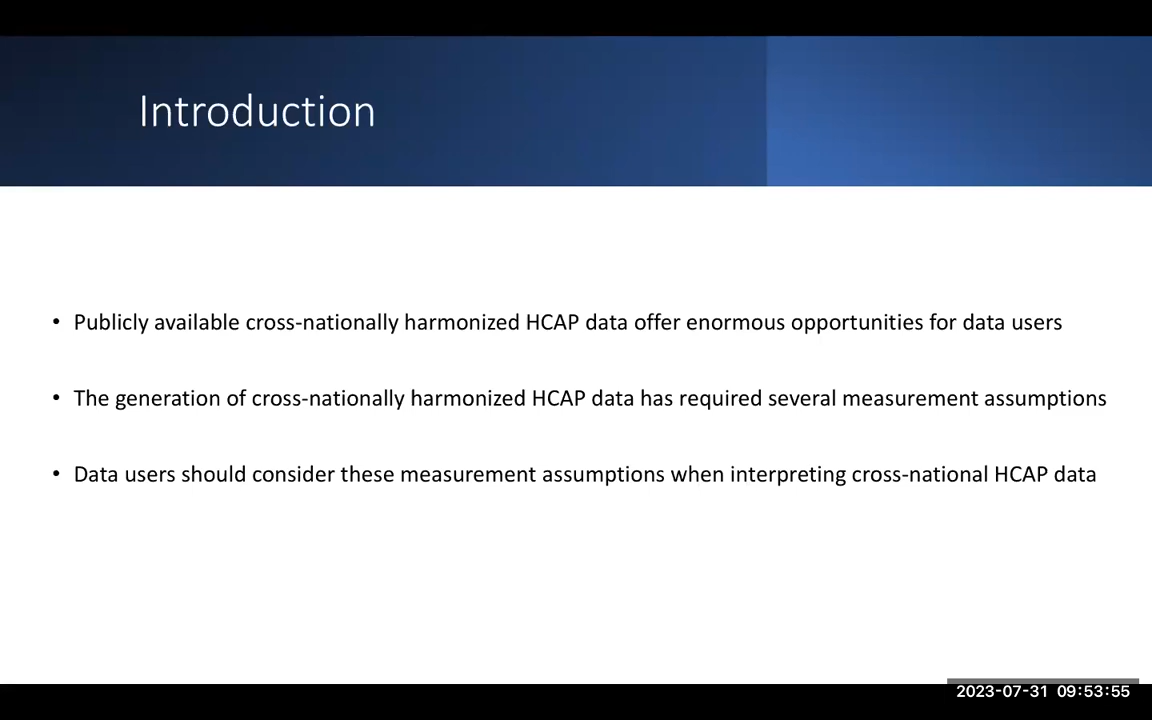 Introduction
• Publicly available cross-nationally harmonized HCAP data offer enormous opportunities for data users
• The generation of cross-nationally harmonized HCAP data has required several measurement assumptions
• Data users should consider these measurement assumptions when interpreting cross-national HCAP data
2023-07-31 09:53:55